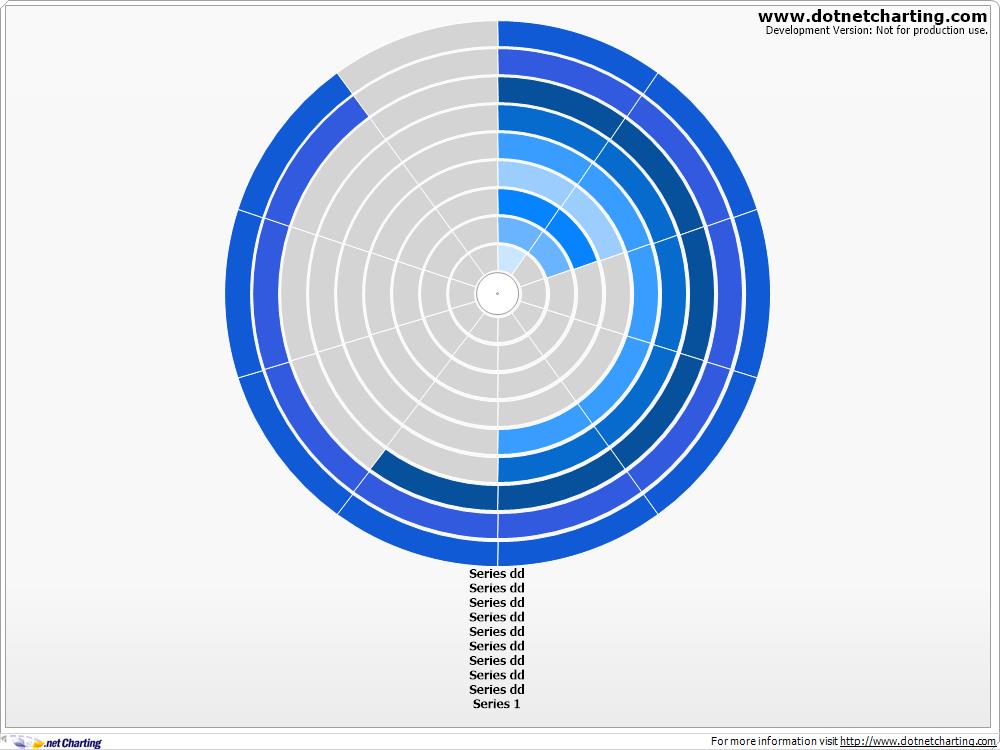 www.dotnetcharting.com
Development Version: Not for production use.
Series dd
Series dd
Series dd
Series dd
Series dd
Series dd
Series dd
Series dd
Series dd
Series 1
.net Charting
For more information visit http://www.dotnetcharting.com